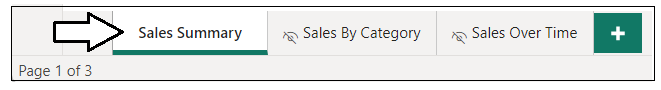 Sales Summary Sales By Category Sales Over Time +
Page 1 of 3